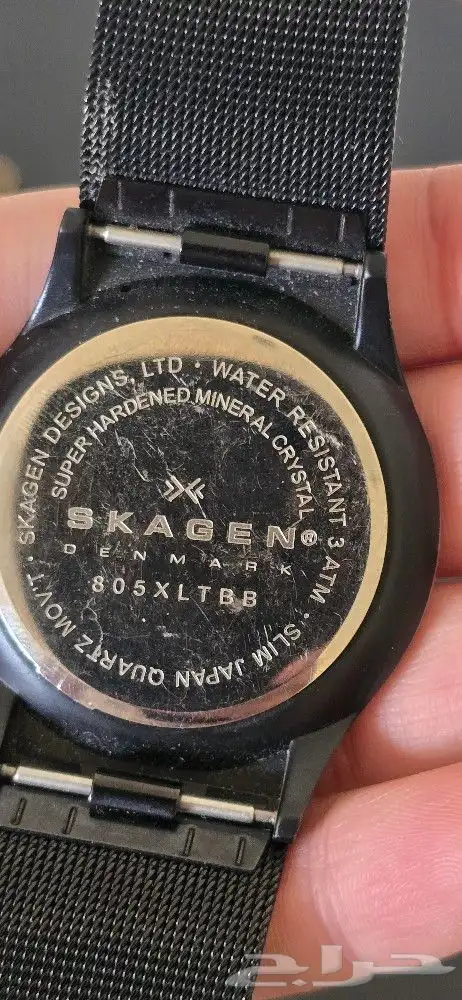 SKAGEN DESIGNS, LTD · WATER RESISTANT 3 ATM · SLIM JAPAN QUARTZ MOV'T ·
SUPER HARDENED MINERAL CRYSTAL
SKAGEN®
DENMARK
805XLTBB
حراج